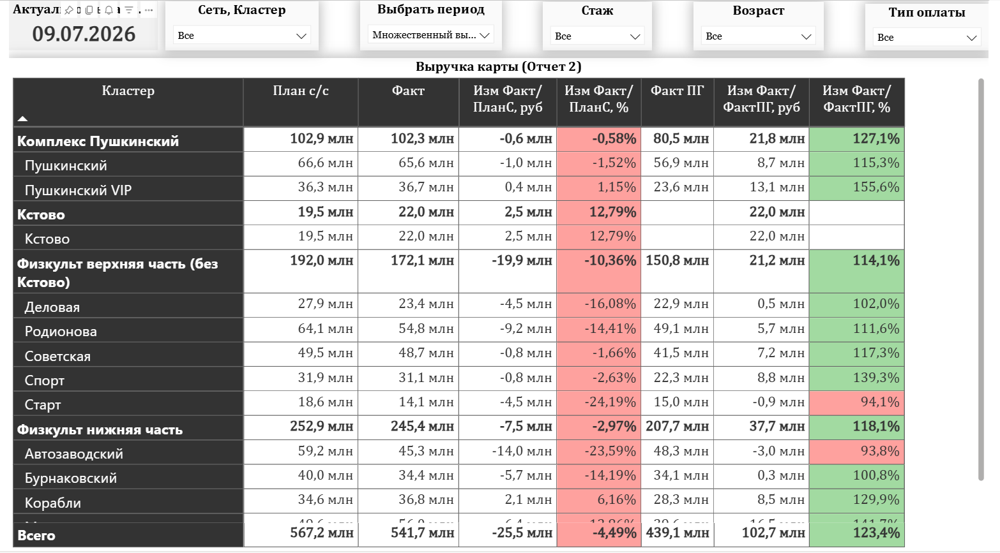 Сеть, Кластер
Выбрать период
Стаж
Возраст
Тип оплаты
09.07.2026
Все
Множественный вы...
Все
Все
Все
Выручка карты (Отчет 2)
Кластер План с/с Факт Изм Факт/ Изм Факт/ Факт ПГ Изм Факт/ Изм Факт/
ПланС, руб ПланС, % ФактПГ, руб ФактПГ, %
Комплекс Пушкинский 102,9 млн 102,3 млн -0,6 млн -0,58% 80,5 млн 21,8 млн 127,1%
Пушкинский 66,6 млн 65,6 млн -1,0 млн -1,52% 56,9 млн 8,7 млн 115,3%
Пушкинский VIP 36,3 млн 36,7 млн 0,4 млн 1,15% 23,6 млн 13,1 млн 155,6%
Кстово 19,5 млн 22,0 млн 2,5 млн 12,79% 22,0 млн
Кстово 19,5 млн 22,0 млн 2,5 млн 12,79% 22,0 млн
Физкульт верхняя часть (без 192,0 млн 172,1 млн -19,9 млн -10,36% 150,8 млн 21,2 млн 114,1%
Кстово)
Деловая 27,9 млн 23,4 млн -4,5 млн -16,08% 22,9 млн 0,5 млн 102,0%
Родионова 64,1 млн 54,8 млн -9,2 млн -14,41% 49,1 млн 5,7 млн 111,6%
Советская 49,5 млн 48,7 млн -0,8 млн -1,66% 41,5 млн 7,2 млн 117,3%
Спорт 31,9 млн 31,1 млн -0,8 млн -2,63% 22,3 млн 8,8 млн 139,3%
Старт 18,6 млн 14,1 млн -4,5 млн -24,19% 15,0 млн -0,9 млн 94,1%
Физкульт нижняя часть 252,9 млн 245,4 млн -7,5 млн -2,97% 207,7 млн 37,7 млн 118,1%
Автозаводский 59,2 млн 45,3 млн -14,0 млн -23,59% 48,3 млн -3,0 млн 93,8%
Бурнаковский 40,0 млн 34,4 млн -5,7 млн -14,19% 34,1 млн 0,3 млн 100,8%
Корабли 34,6 млн 36,8 млн 2,1 млн 6,16% 28,3 млн 8,5 млн 129,9%
Всего 567,2 млн 541,7 млн -25,5 млн -4,49% 439,1 млн 102,7 млн 123,4%